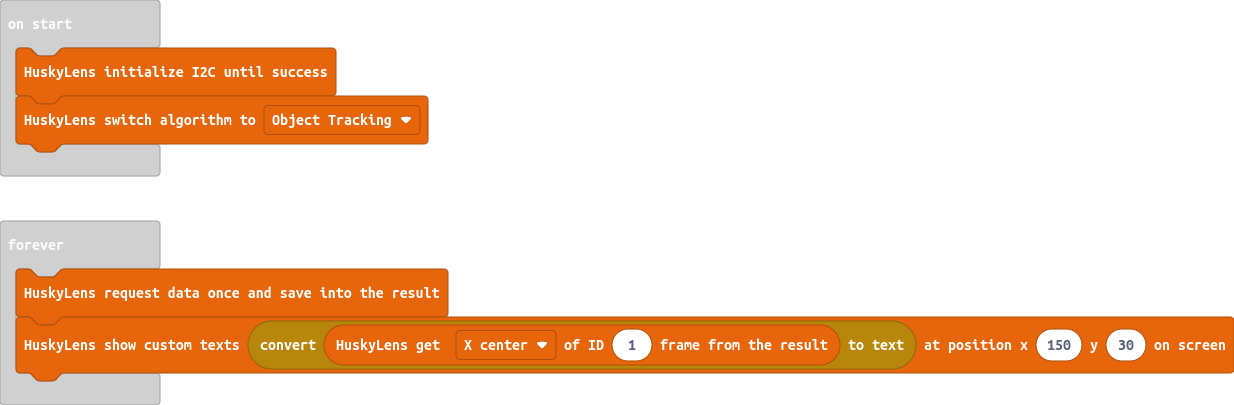 on start
HuskyLens initialize I2C until success
HuskyLens switch algorithm to Object Tracking
forever
HuskyLens request data once and save into the result
HuskyLens show custom texts convert HuskyLens get X center of ID 1 frame from the result to text at position x 150 y 30 on screen